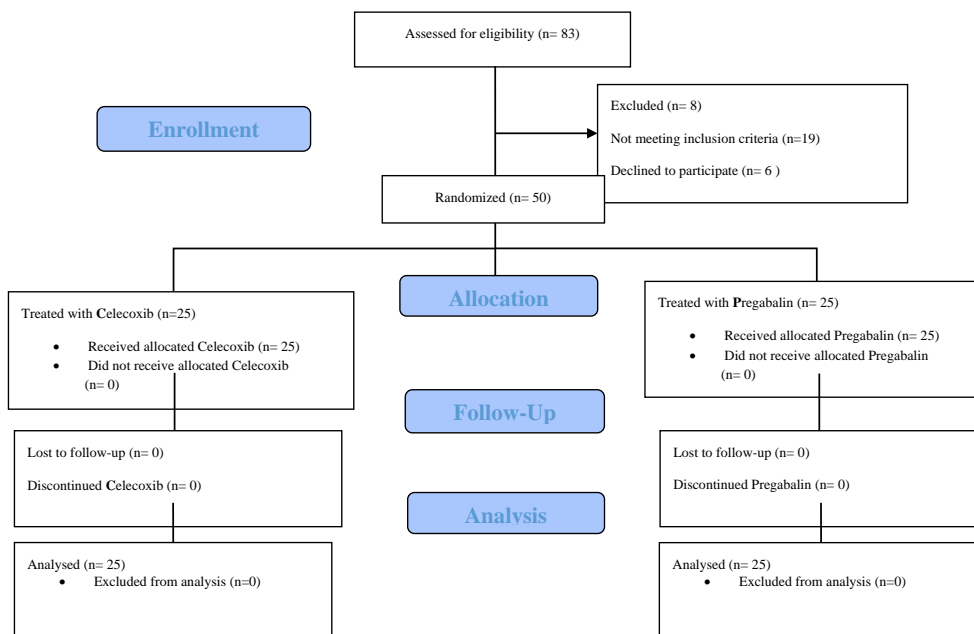 Assessed for eligibility (n= 83)
Enrollment
Excluded (n= 8)
Not meeting inclusion criteria (n=19)
Declined to participate (n= 6 )
Randomized (n= 50)
Allocation
Treated with Celecoxib (n=25)
• Received allocated Celecoxib (n= 25)
• Did not receive allocated Celecoxib
(n= 0)
Treated with Pregabalin (n= 25)
• Received allocated Pregabalin (n= 25)
• Did not receive allocated Pregabalin
(n= 0)
Follow-Up
Lost to follow-up (n= 0)
Discontinued Celecoxib (n= 0)
Lost to follow-up (n= 0)
Discontinued Pregabalin (n= 0)
Analysis
Analysed (n= 25)
• Excluded from analysis (n=0)
Analysed (n= 25)
• Excluded from analysis (n=0)